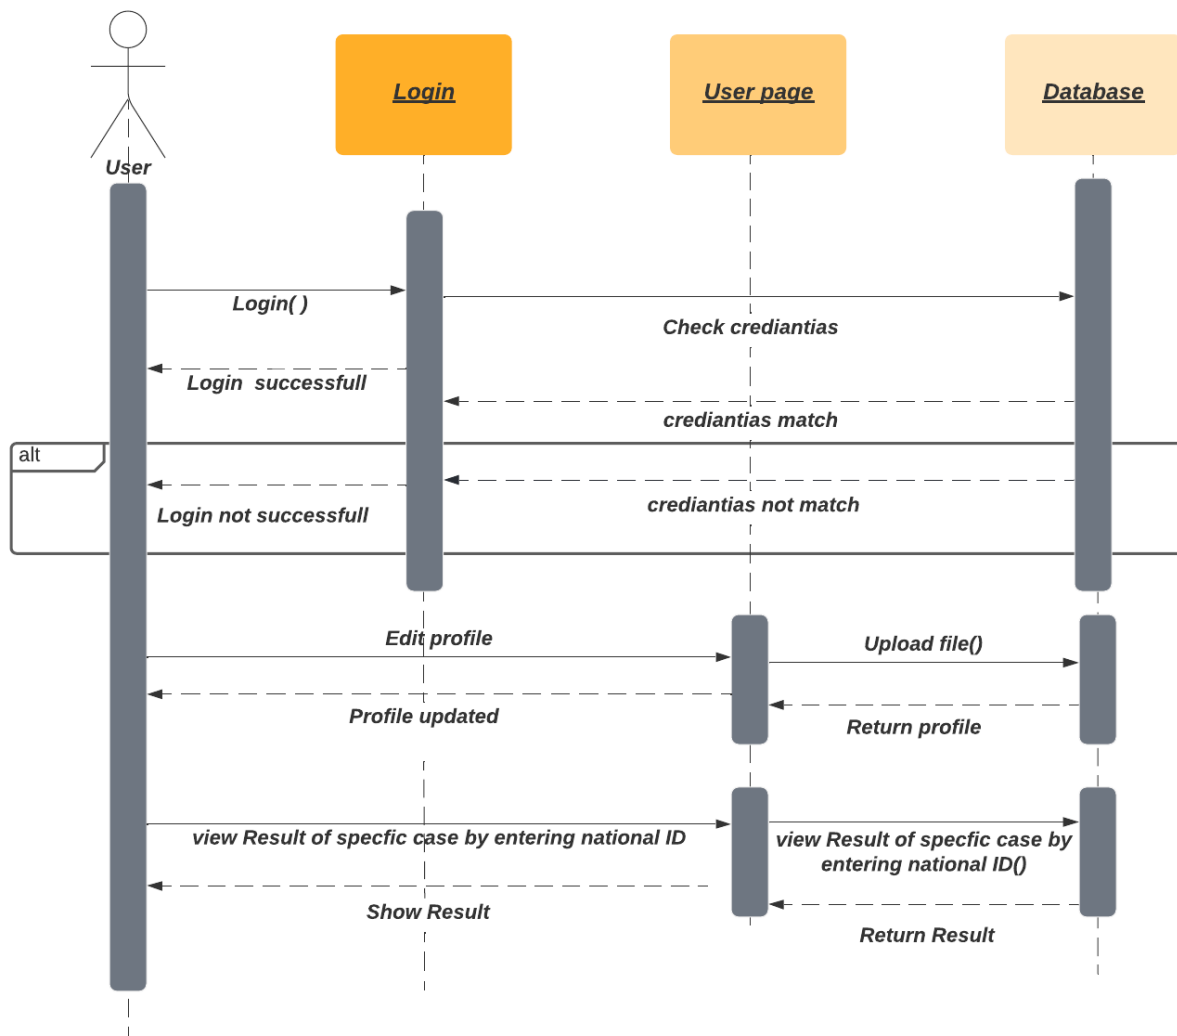 User
Login
User page
Database
Login( )
Check crediantias
Login  successfull
crediantias match
alt
Login not successfull
crediantias not match
Edit profile
Upload file()
Profile updated
Return profile
view Result of specfic case by entering national ID
view Result of specfic case by
entering national ID()
Show Result
Return Result